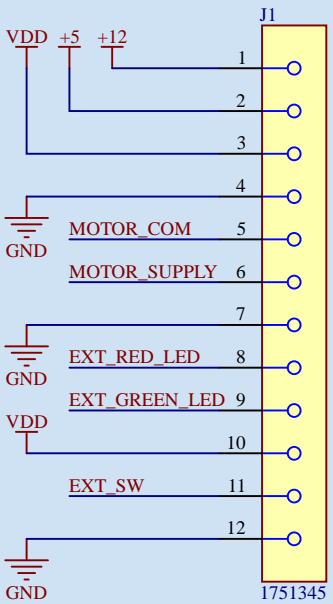 J1
VDD +5 +12
1
2
3
4
GND
MOTOR_COM 5
MOTOR_SUPPLY 6
7
GND
EXT_RED_LED 8
EXT_GREEN_LED 9
VDD
10
EXT_SW 11
12
GND
1751345